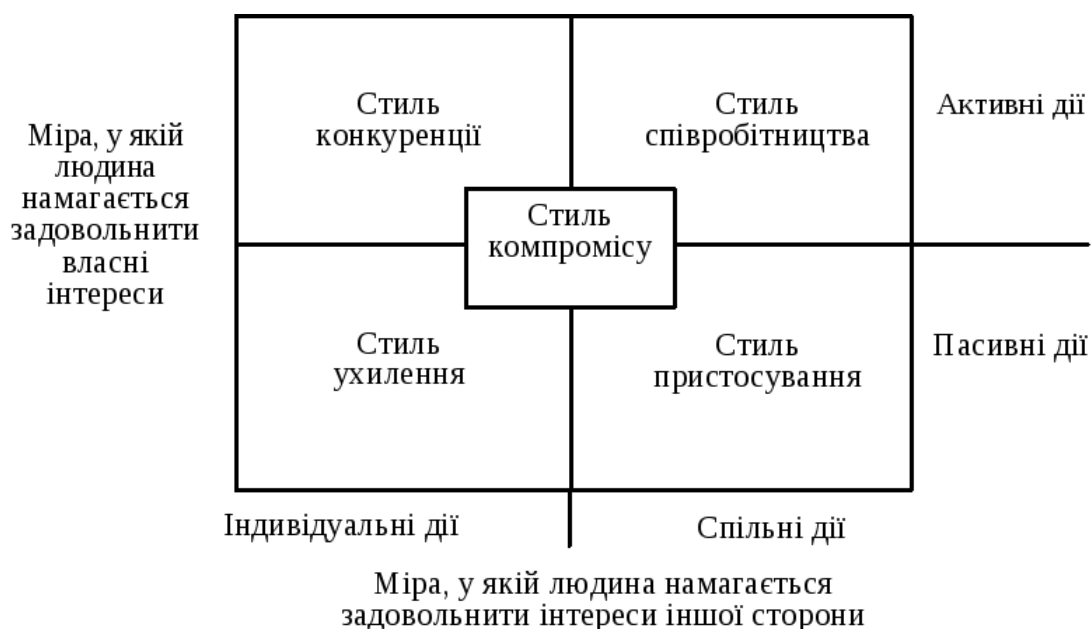 Міра, у якій
людина
намагається
задовольнити
власні
інтереси
Стиль
конкуренції
Стиль
співробітництва
Активні дії
Стиль
компромісу
Стиль
ухилення
Стиль
пристосування
Пасивні дії
Індивідуальні дії
Спільні дії
Міра, у якій людина намагається
задовольнити інтереси іншої сторони